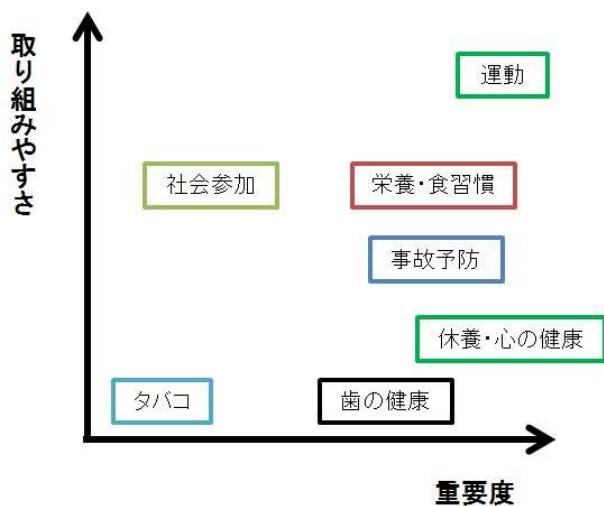 取り組みやすさ
運動
社会参加
栄養・食習慣
事故予防
休養・心の健康
タバコ
歯の健康
重要度